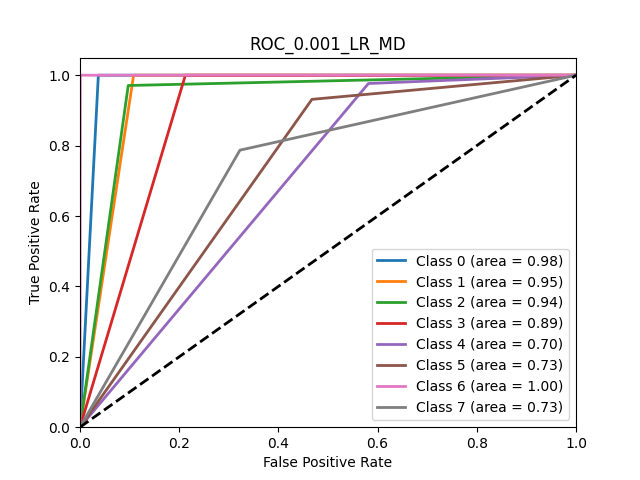 ROC_0.001_LR_MD
1.0
0.8
0.6
0.4
0.2
0.0
True Positive Rate
Class 0 (area = 0.98)
Class 1 (area = 0.95)
Class 2 (area = 0.94)
Class 3 (area = 0.89)
Class 4 (area = 0.70)
Class 5 (area = 0.73)
Class 6 (area = 1.00)
Class 7 (area = 0.73)
0.0 0.2 0.4 0.6 0.8 1.0
False Positive Rate